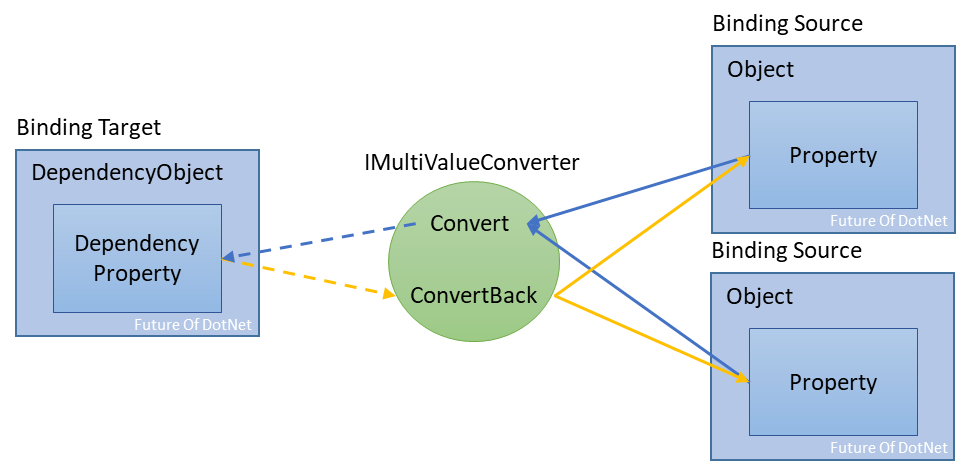 Binding Target
DependencyObject
Dependency
Property
Future Of DotNet
IMultiValueConverter
Convert
ConvertBack
Binding Source
Object
Property
Future Of DotNet
Binding Source
Object
Property
Future Of DotNet